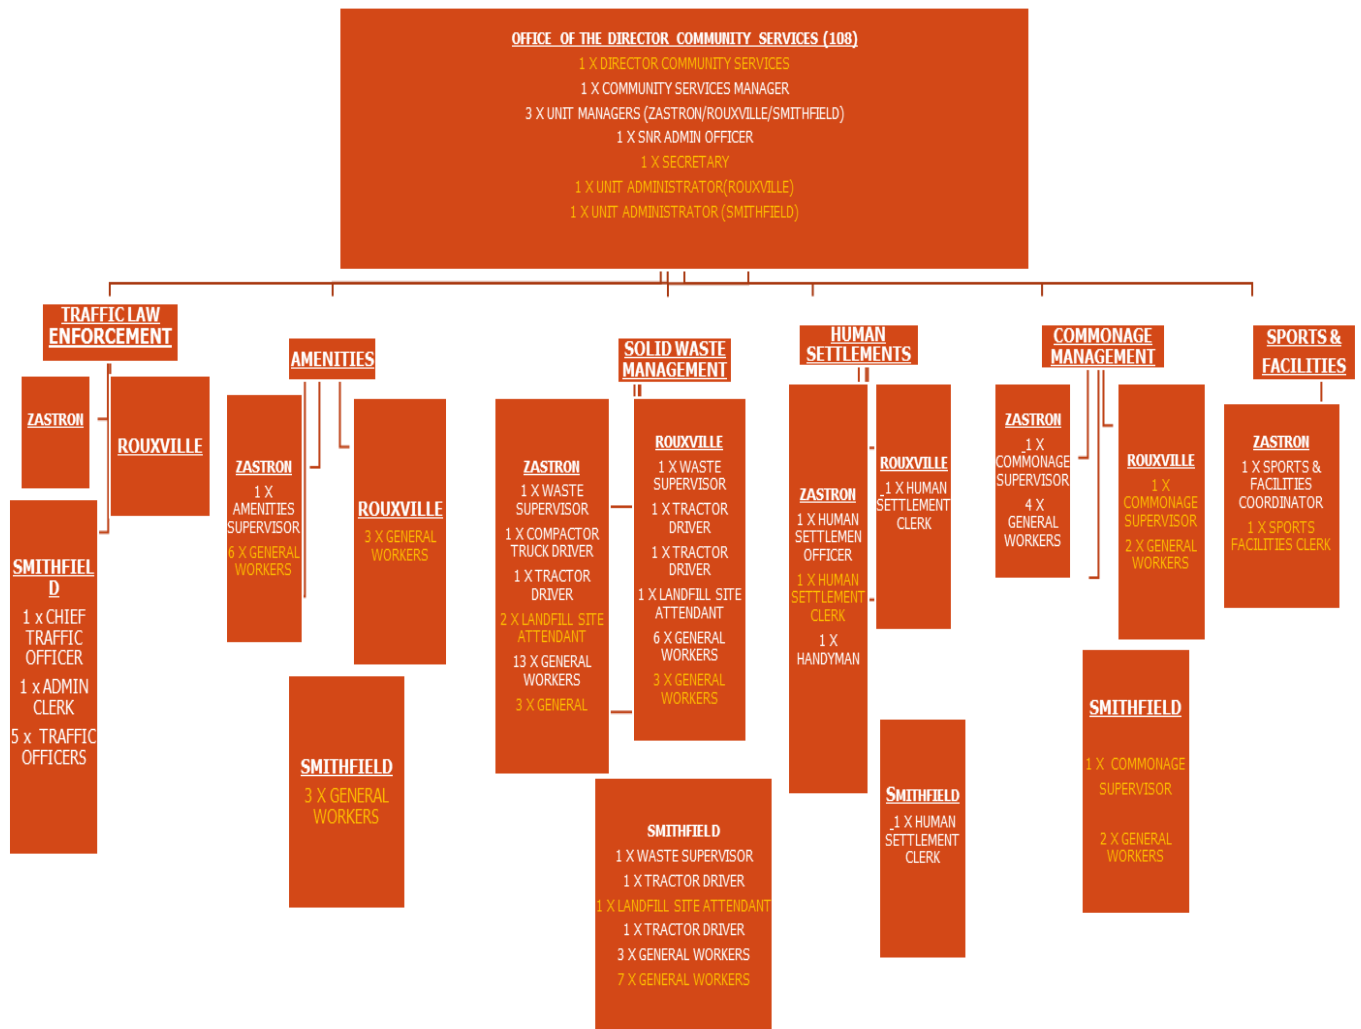 OFFICE OF THE DIRECTOR COMMUNITY SERVICES (108)
1 X DIRECTOR COMMUNITY SERVICES
1 X COMMUNITY SERVICES MANAGER
3 X UNIT MANAGERS (ZASTRON/ROUXVILLE/SMITHFIELD)
1 X SNR ADMIN OFFICER
1 X SECRETARY
1 X UNIT ADMINISTRATOR(ROUXVILLE)
1 X UNIT ADMINISTRATOR (SMITHFIELD)
TRAFFIC LAW
ENFORCEMENT
ZASTRON
ROUXVILLE
SMITHFIEL
D
1 x CHIEF
TRAFFIC
OFFICER
1 x ADMIN
CLERK
5 x TRAFFIC
OFFICERS
AMENITIES
ZASTRON
1 X
AMENITIES
SUPERVISOR
6 X GENERAL
WORKERS
ROUXVILLE
3 X GENERAL
WORKERS
SMITHFIELD
3 X GENERAL
WORKERS
SOLID WASTE
MANAGEMENT
ZASTRON
1 X WASTE
SUPERVISOR
1 X COMPACTOR
TRUCK DRIVER
1 X TRACTOR
DRIVER
2 X LANDFILL SITE
ATTENDANT
13 X GENERAL
WORKERS
3 X GENERAL
ROUXVILLE
1 X WASTE
SUPERVISOR
1 X TRACTOR
DRIVER
1 X TRACTOR
DRIVER
1 X LANDFILL SITE
ATTENDANT
6 X GENERAL
WORKERS
3 X GENERAL
WORKERS
SMITHFIELD
1 X WASTE SUPERVISOR
1 X TRACTOR DRIVER
1 X LANDFILL SITE ATTENDANT
1 X TRACTOR DRIVER
3 X GENERAL WORKERS
7 X GENERAL WORKERS
HUMAN
SETTLEMENTS
ZASTRON
1 X HUMAN
SETTLEMEN
OFFICER
1 X HUMAN
SETTLEMENT
CLERK
1 X
HANDYMAN
ROUXVILLE
1 X HUMAN
SETTLEMENT
CLERK
SMITHFIELD
1 X HUMAN
SETTLEMENT
CLERK
COMMONAGE
MANAGEMENT
ZASTRON
1 X
COMMONAGE
SUPERVISOR
4 X
GENERAL
WORKERS
ROUXVILLE
1 X
COMMONAGE
SUPERVISOR
2 X GENERAL
WORKERS
SMITHFIELD
1 X COMMONAGE
SUPERVISOR
2 X GENERAL
WORKERS
SPORTS &
FACILITIES
ZASTRON
1 X SPORTS &
FACILITIES
COORDINATOR
1 X SPORTS
FACILITIES CLERK